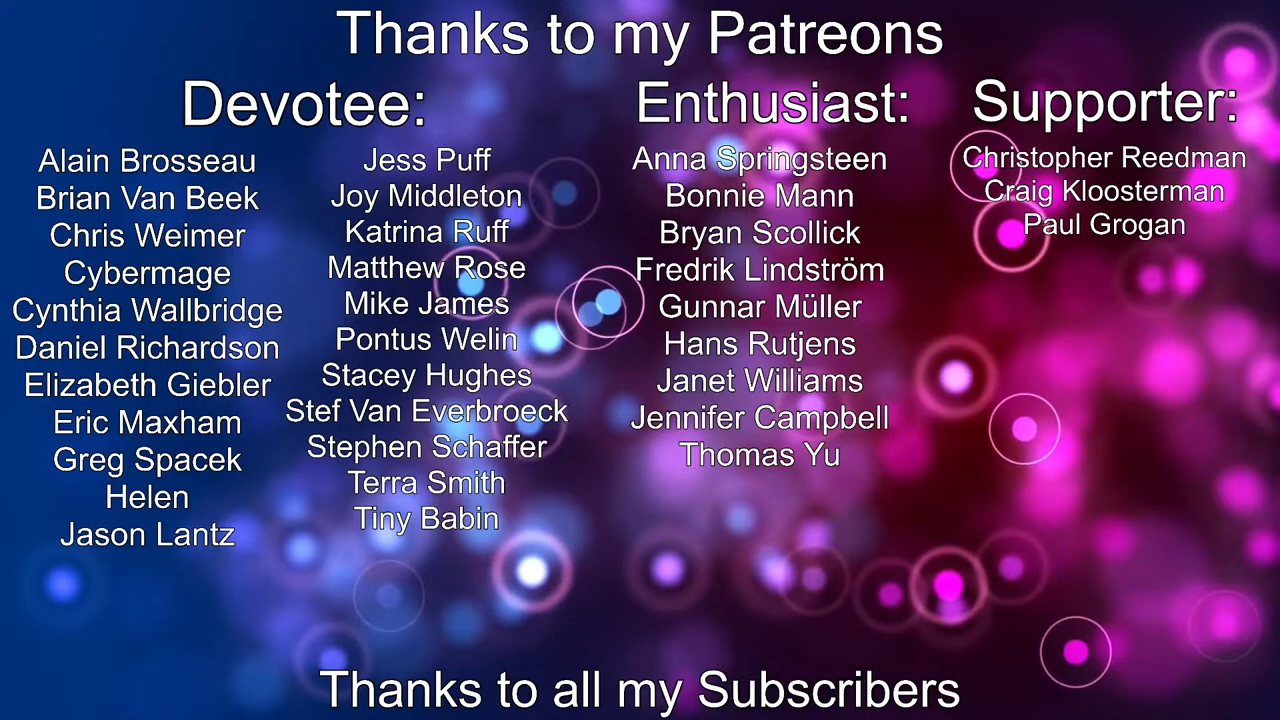 Thanks to my Patreons
Devotee:
Alain Brosseau
Brian Van Beek
Chris Weimer
Cybermage
Cynthia Wallbridge
Daniel Richardson
Elizabeth Giebler
Eric Maxham
Greg Spacek
Helen
Jason Lantz
Jess Puff
Joy Middleton
Katrina Ruff
Matthew Rose
Mike James
Pontus Welin
Stacey Hughes
Stef Van Everbroeck
Stephen Schaffer
Terra Smith
Tiny Babin
Enthusiast:
Anna Springsteen
Bonnie Mann
Bryan Scollick
Fredrik Lindström
Gunnar Müller
Hans Rutjens
Janet Williams
Jennifer Campbell
Thomas Yu
Supporter:
Christopher Reedman
Craig Kloosterman
Paul Grogan
Thanks to all my Subscribers